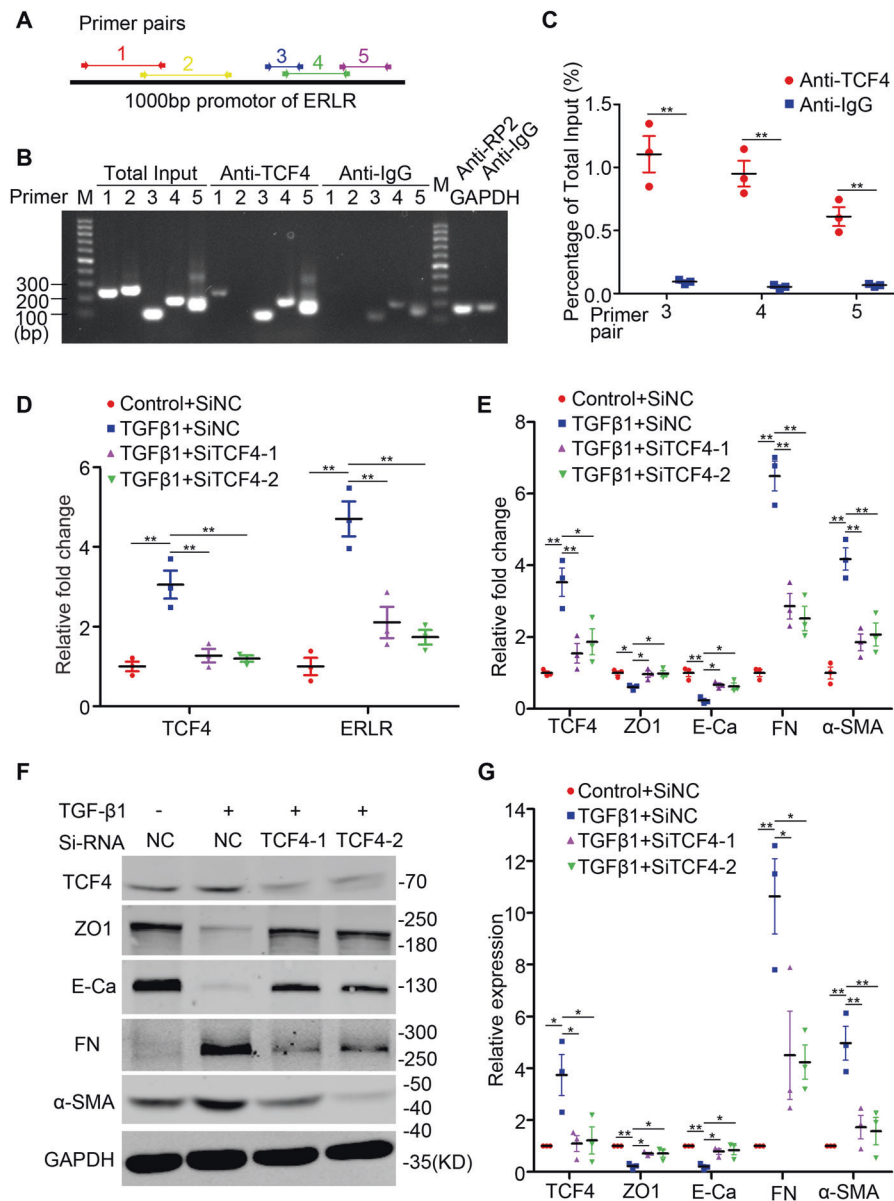 A
Primer pairs
1
2
3
4
5
1000bp promotor of ERLR
B
Total Input Anti-TCF4 Anti-IgG
Anti-RP2
Anti-IgG
Primer M 1 2 3 4 5 1 2 3 4 5 1 2 3 4 5 M GAPDH
300
200
100
(bp)
C
Anti-TCF4
Anti-IgG
Percentage of Total Input (%)
1.5
1.0
0.5
0.0
** ** **
Primer pair 3 4 5
D
Control+SiNC
TGFβ1+SiNC
TGFβ1+SiTCF4-1
TGFβ1+SiTCF4-2
Relative fold change
6
4
2
0
** ** **
** ** **
TCF4 ERLR
E
Control+SiNC
TGFβ1+SiNC
TGFβ1+SiTCF4-1
TGFβ1+SiTCF4-2
Relative fold change
8
6
4
2
0
** * **
* * *
** * *
** ** **
** ** **
TCF4 ZO1 E-Ca FN α-SMA
F
TGF-β1 - + + +
Si-RNA NC NC TCF4-1 TCF4-2
TCF4 -70
ZO1 -250
-180
E-Ca -130
FN -300
-250
α-SMA -50
-40
-40
GAPDH -35(KD)
G
Control+SiNC
TGFβ1+SiNC
TGFβ1+SiTCF4-1
TGFβ1+SiTCF4-2
Relative expression
14
12
10
8
6
4
2
0
* * *
** * *
** * *
** * *
** ** **
TCF4 ZO1 E-Ca FN α-SMA